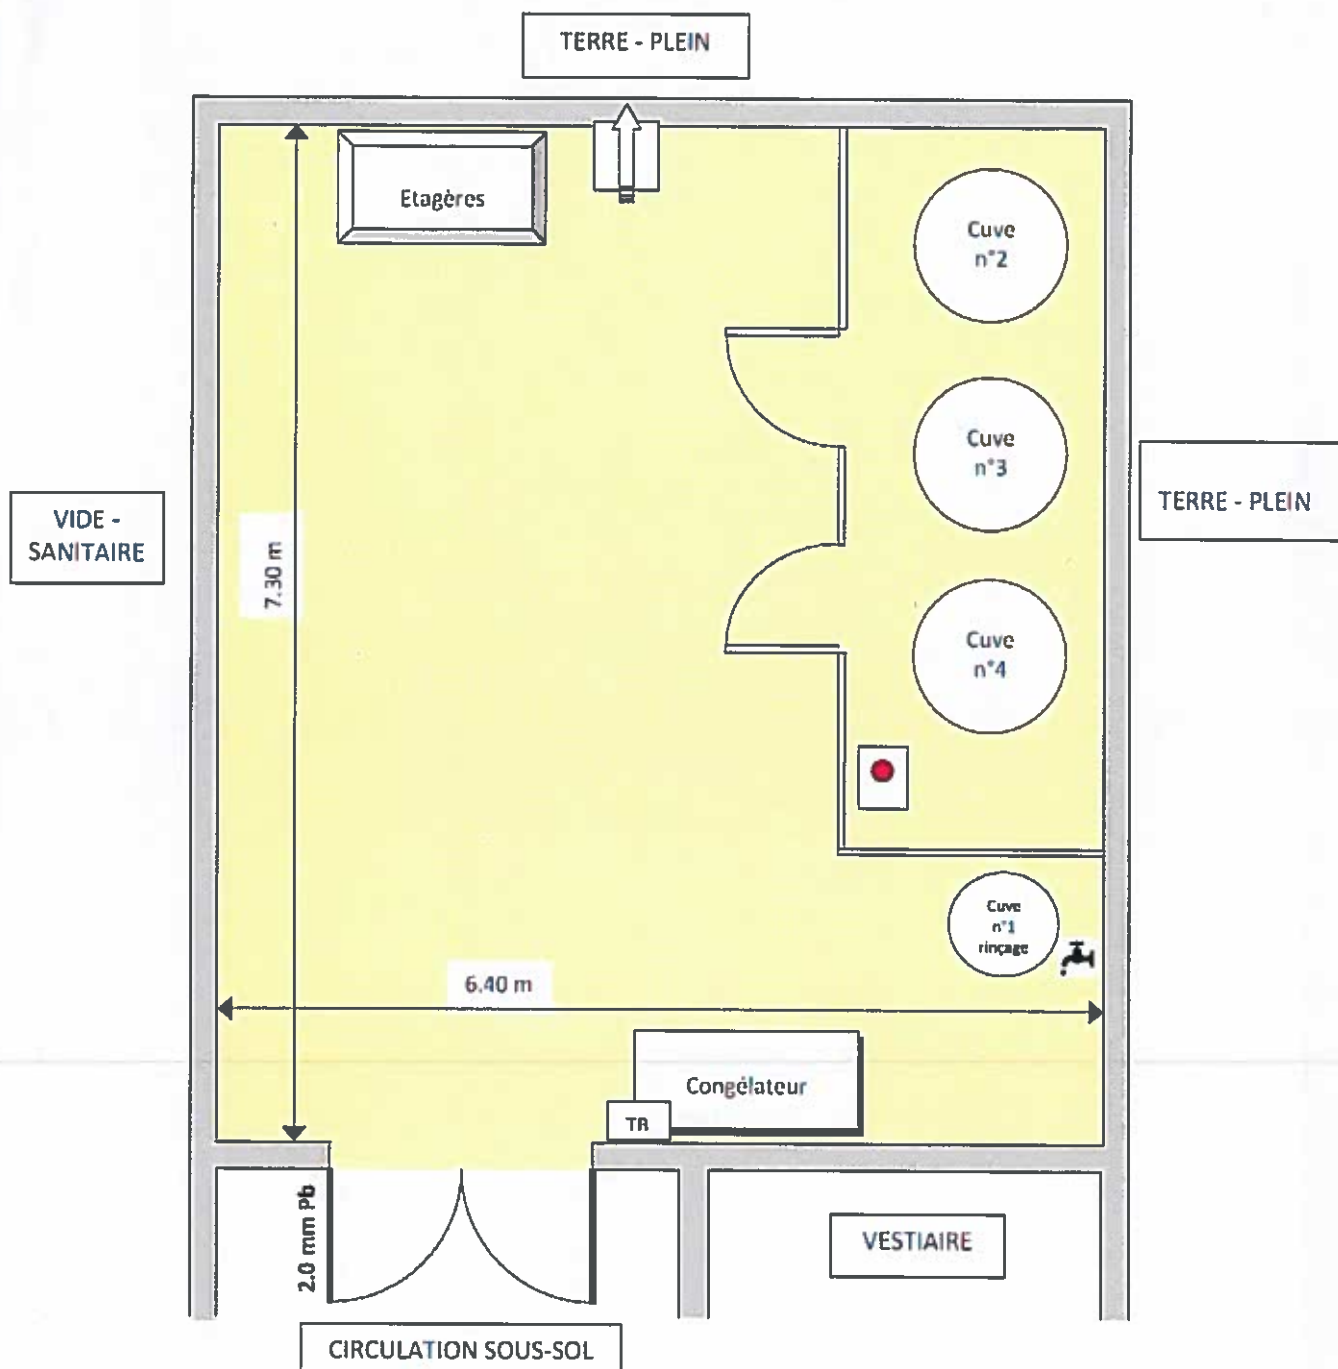 TERRE - PLEIN
Etagères
Cuve
n°2
Cuve
n°3
TERRE - PLEIN
VIDE -
SANITAIRE
7.30 m
Cuve
n°4
Cuve
n°1
rinçage
6.40 m
Congélateur
TR
2.0 mm Pb
VESTIAIRE
CIRCULATION SOUS-SOL